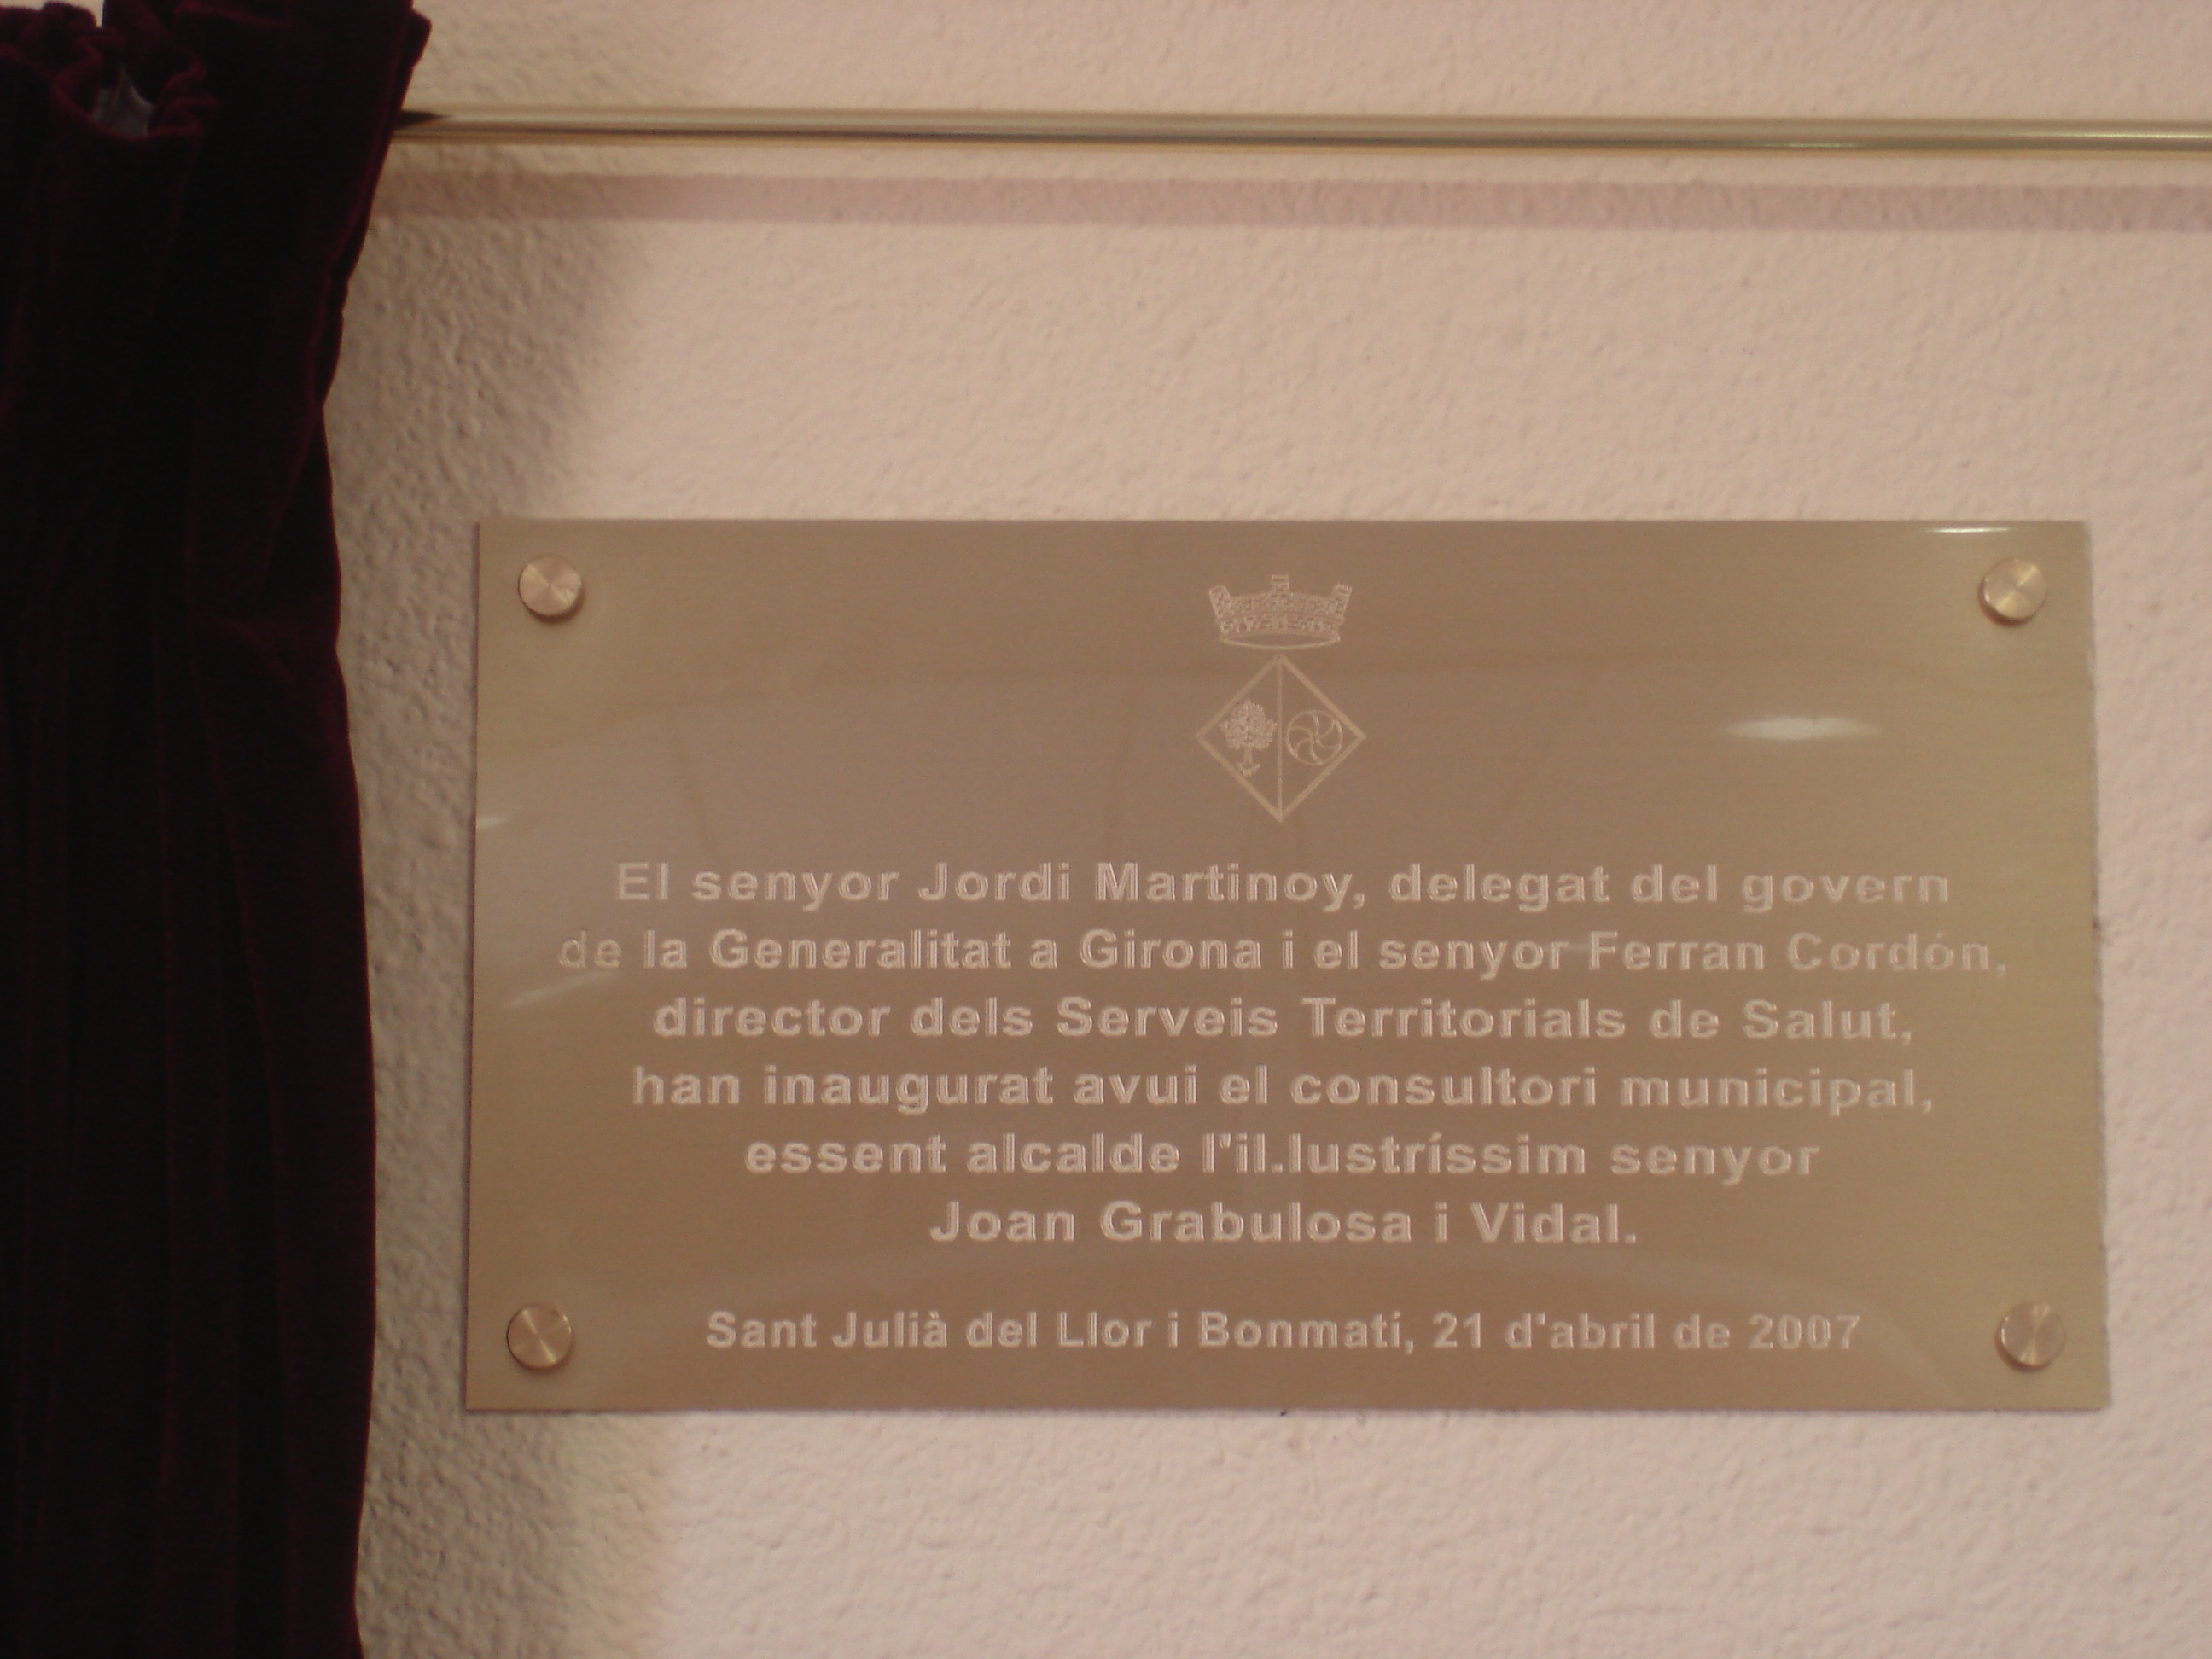 El senyor Jordi Martinoy, delegat del govern
de la Generalitat a Girona i el senyor Ferran Cordón,
director dels Serveis Territorials de Salut,
han inaugurat avui el consultori municipal,
essent alcalde l'il.lustríssim senyor
Joan Grabulosa i Vidal.
Sant Julià del Llor i Bonmatí, 21 d'abril de 2007